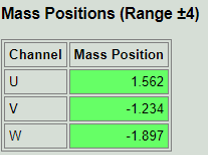 Mass Positions (Range ±4)
Channel Mass Position
U 1.562
V -1.234
W -1.897